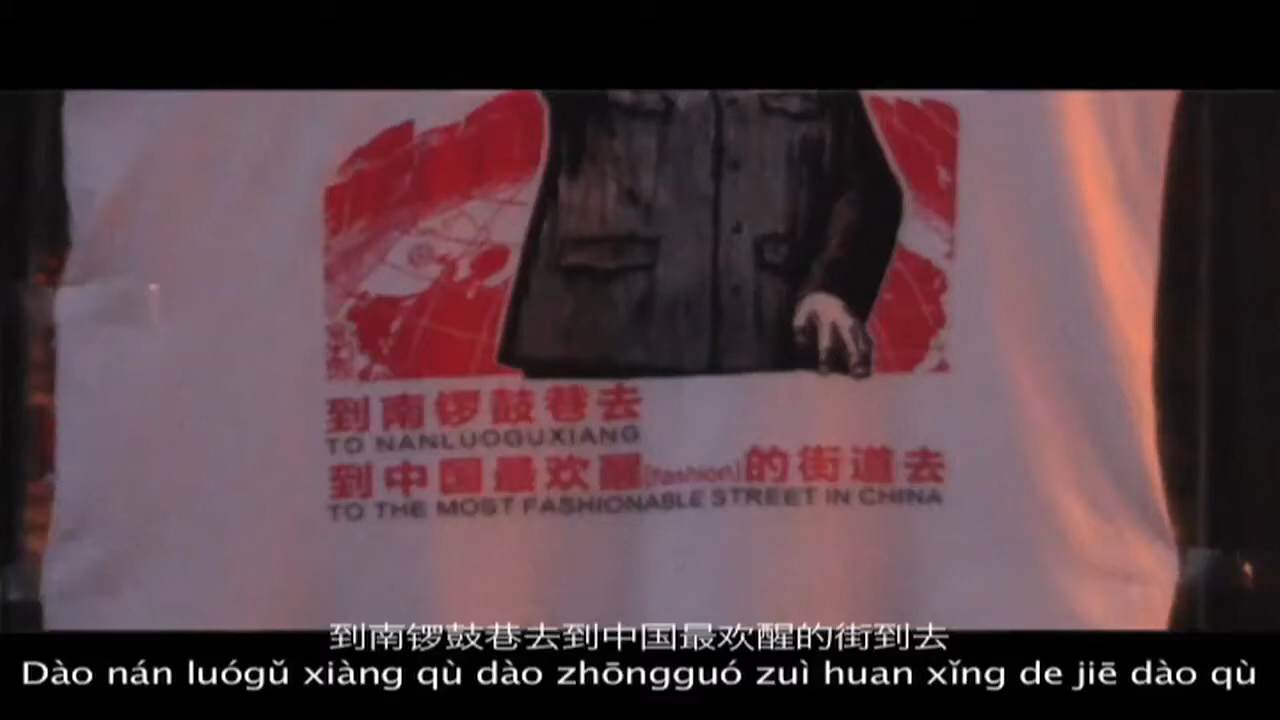 到南锣鼓巷去
TO NANLUOGUXIANG
到中国最欢醒[fashion]的街道去
TO THE MOST FASHIONABLE STREET IN CHINA
到南锣鼓巷去到中国最欢醒的街到去
Dào nán luógǔ xiàng qù dào zhōngguó zuì huan xǐng de jiē dào qù